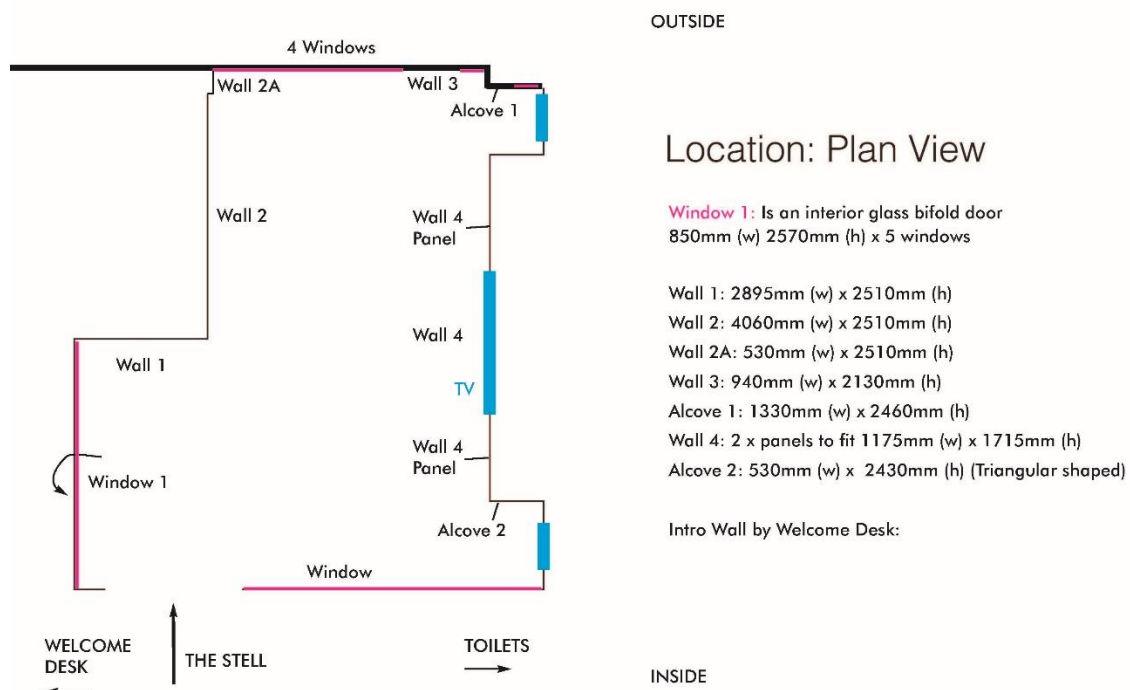 OUTSIDE
4 Windows
Wall 2A
Wall 3
Alcove 1
Location: Plan View
Wall 2
Wall 4
Panel
Window 1: Is an interior glass bifold door
850mm (w) 2570mm (h) x 5 windows
Wall 1: 2895mm (w) x 2510mm (h)
Wall 2: 4060mm (w) x 2510mm (h)
Wall 2A: 530mm (w) x 2510mm (h)
Wall 3: 940mm (w) x 2130mm (h)
Alcove 1: 1330mm (w) x 2460mm (h)
Wall 4: 2 x panels to fit 1175mm (w) x 1715mm (h)
Alcove 2: 530mm (w) x  2430mm (h) (Triangular shaped)
Intro Wall by Welcome Desk:
Wall 4
Wall 1
TV
Wall 4
Panel
Window 1
Alcove 2
Window
WELCOME
DESK
THE STELL
TOILETS
INSIDE